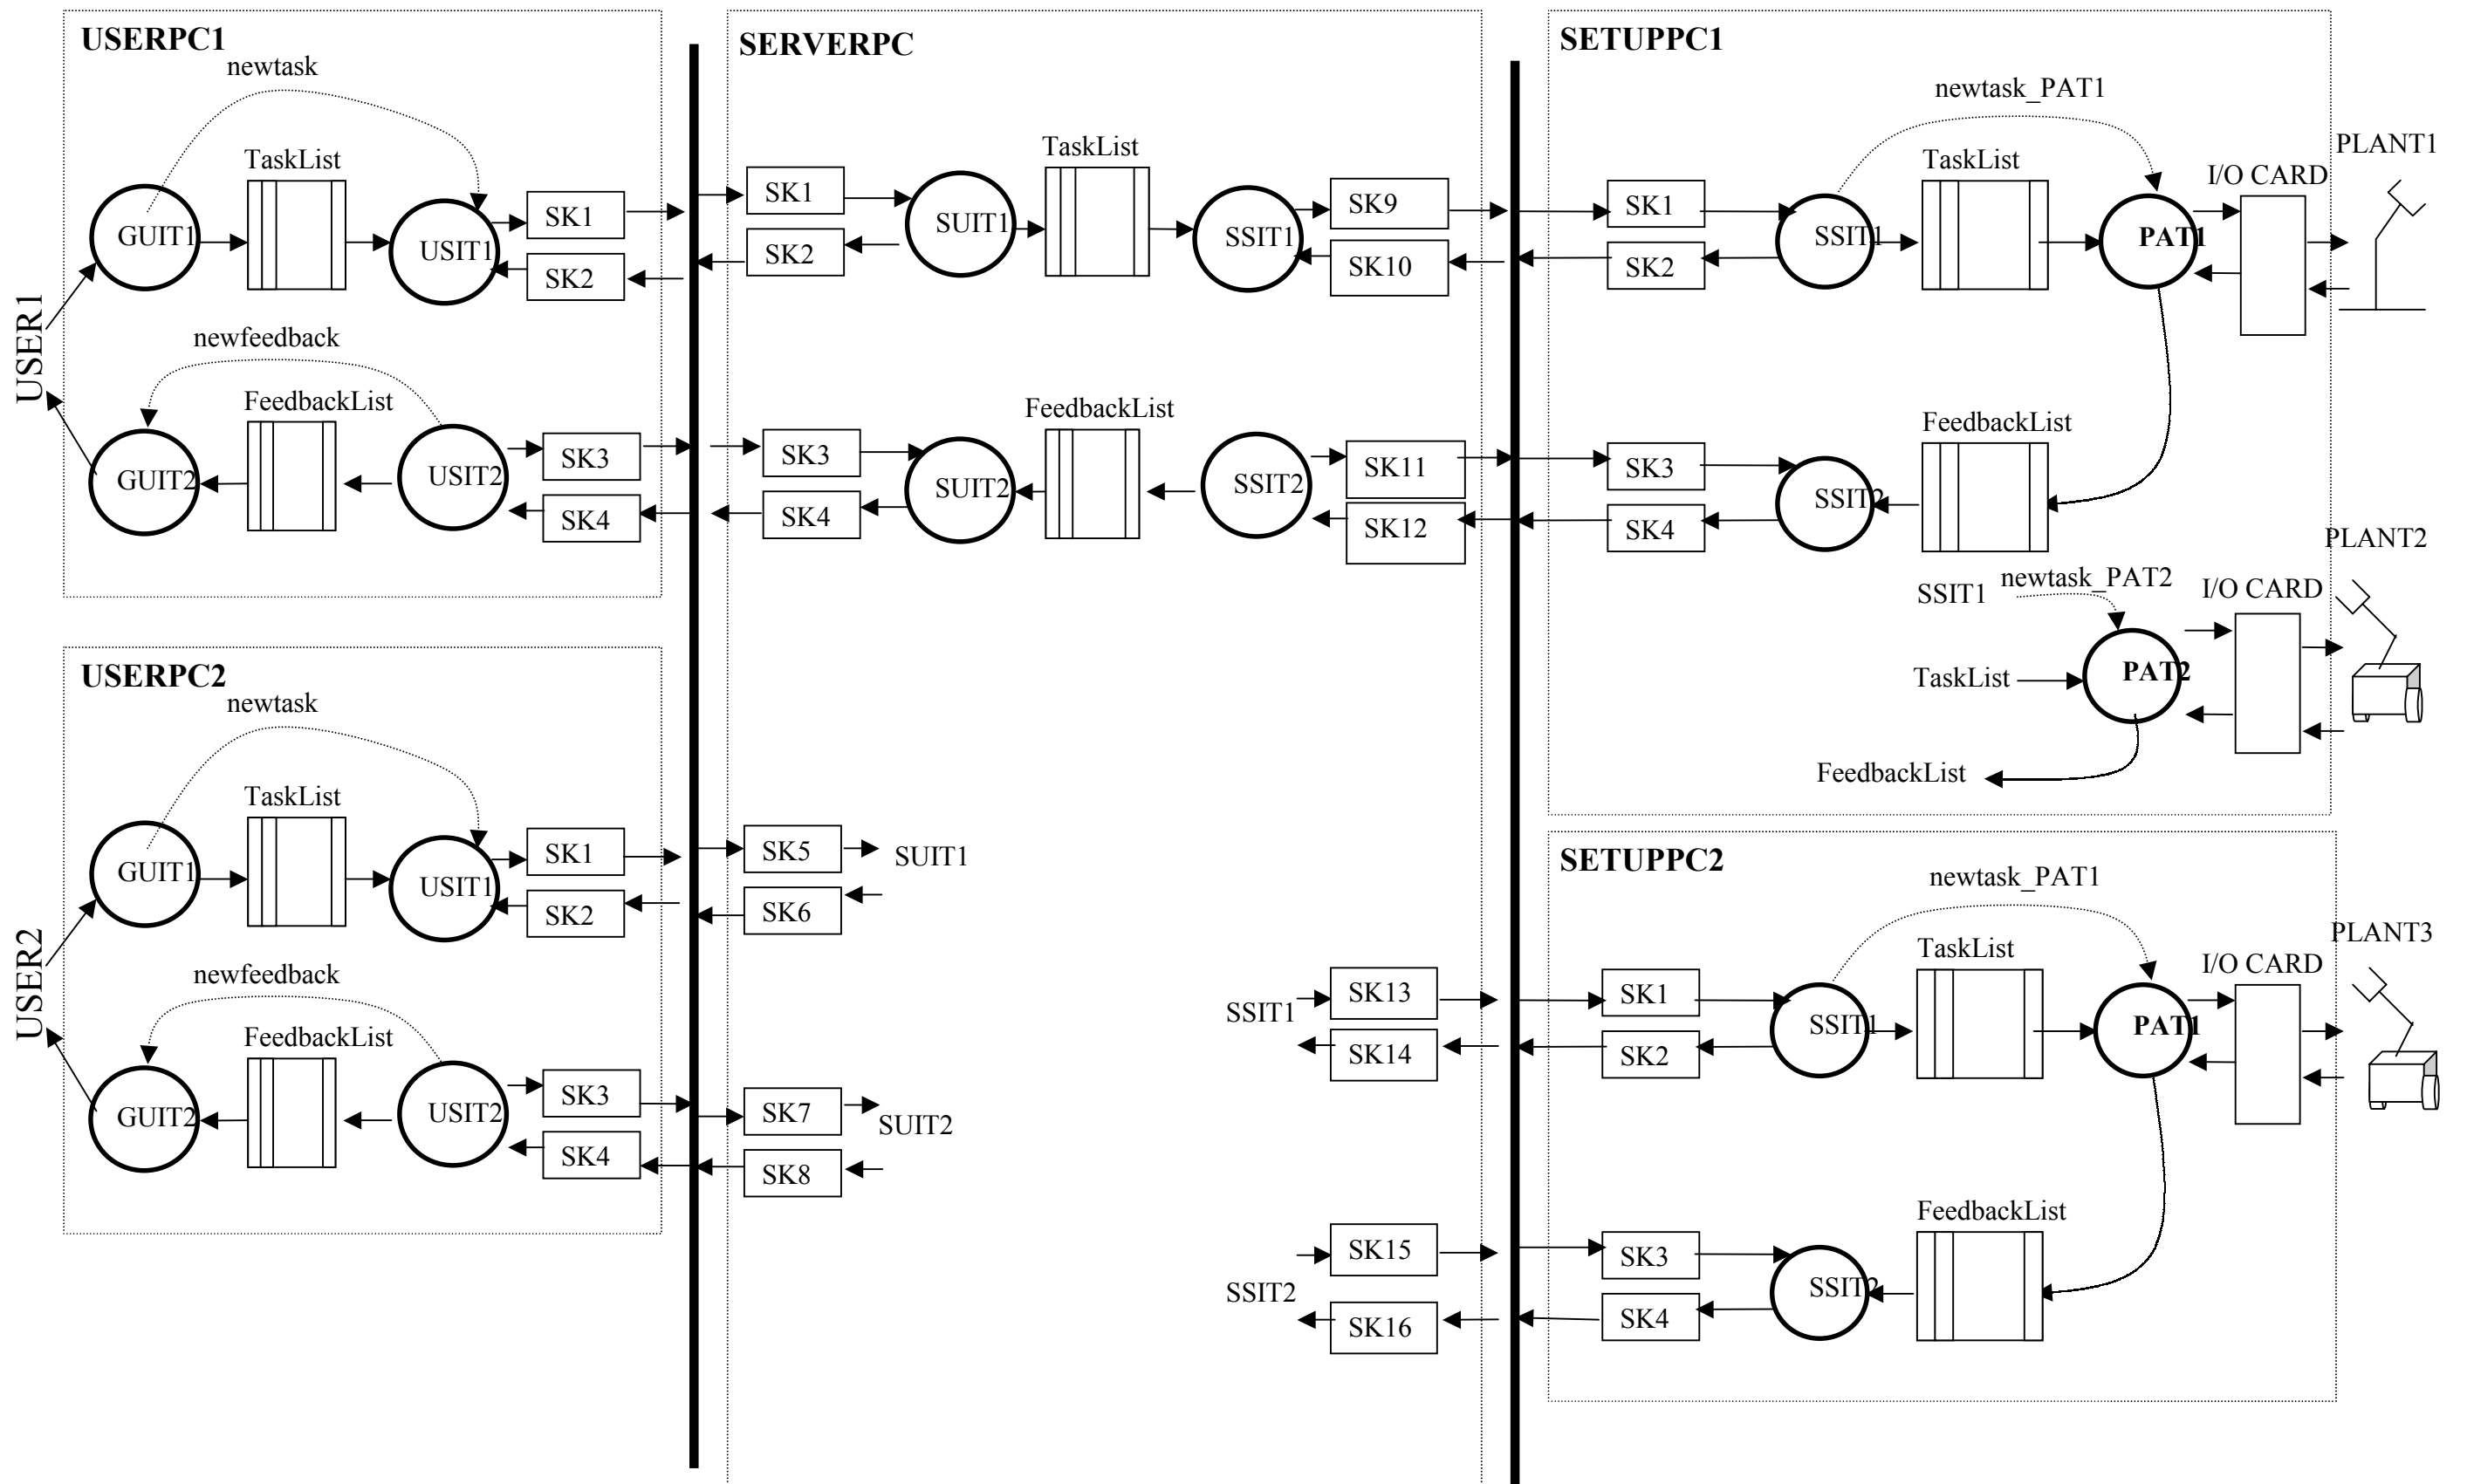 USERPC1
newtask
TaskList
GUIT1
USIT1
SK1
SK2
USER1
newfeedback
FeedbackList
GUIT2
USIT2
SK3
SK4
SERVERPC
SK1
SK2
SUIT1
TaskList
SSIT1
SK9
SK10
SK3
SK4
SUIT2
FeedbackList
SSIT2
SK11
SK12
SETUPPC1
newtask_PAT1
SK1
SK2
SSIT1
TaskList
PAT1
I/O CARD
PLANT1
SK3
SK4
SSIT2
FeedbackList
SSIT1
newtask_PAT2
I/O CARD
PLANT2
TaskList
PAT2
FeedbackList
USERPC2
newtask
TaskList
GUIT1
USIT1
SK1
SK2
USER2
newfeedback
FeedbackList
GUIT2
USIT2
SK3
SK4
SK5
SK6
SUIT1
SK7
SK8
SUIT2
SSIT1
SK13
SK14
SSIT2
SK15
SK16
SETUPPC2
newtask_PAT1
SK1
SK2
SSIT1
TaskList
PAT1
I/O CARD
PLANT3
SK3
SK4
SSIT2
FeedbackList